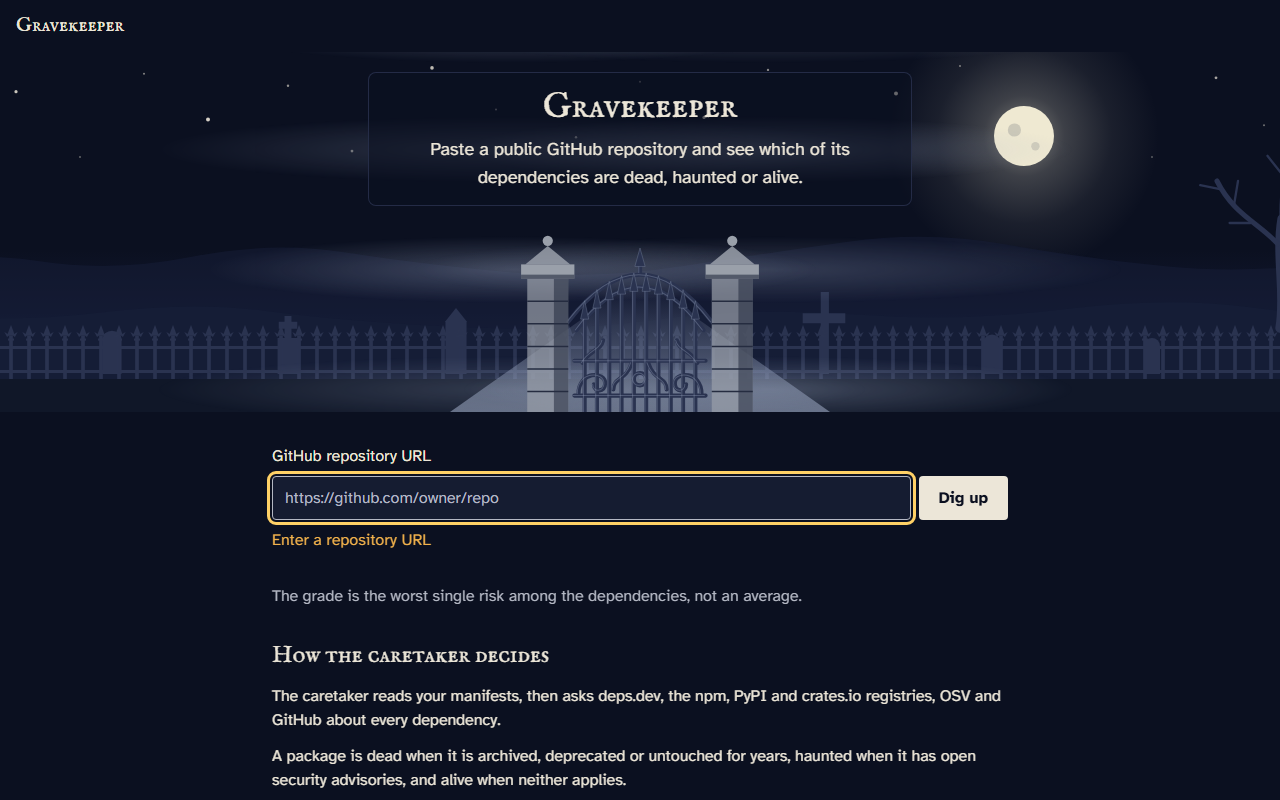 Gravekeeper
Gravekeeper
Paste a public GitHub repository and see which of its
dependencies are dead, haunted or alive.
GitHub repository URL
https://github.com/owner/repo
Dig up
Enter a repository URL
The grade is the worst single risk among the dependencies, not an average.
How the caretaker decides
The caretaker reads your manifests, then asks deps.dev, the npm, PyPI and crates.io registries, OSV and
GitHub about every dependency.
A package is dead when it is archived, deprecated or untouched for years, haunted when it has open
security advisories, and alive when neither applies.